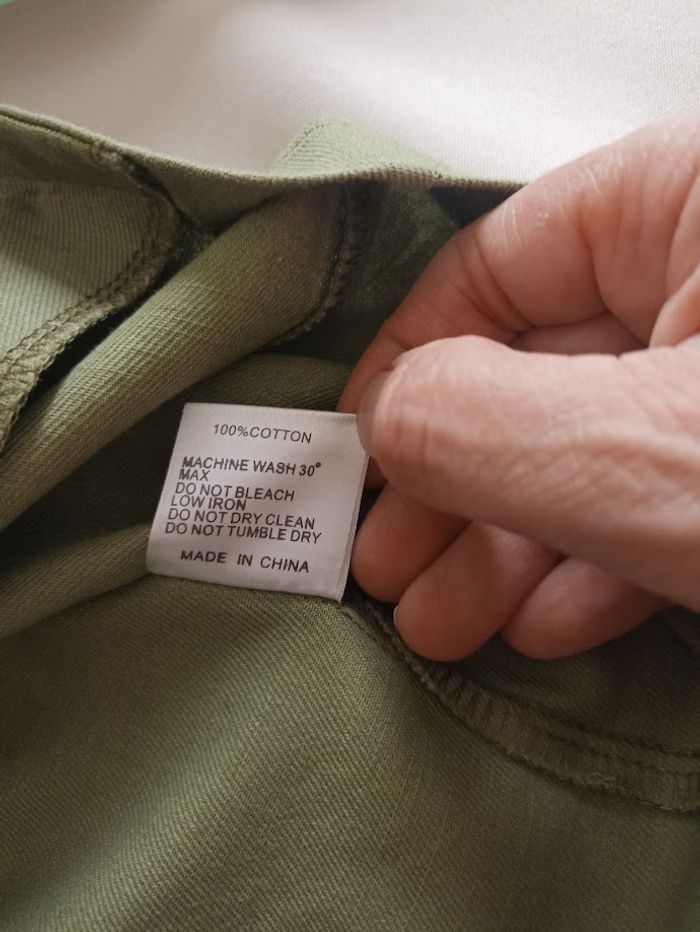 100%COTTON
MACHINE WASH 30°
MAX
DO NOT BLEACH
LOW IRON
DO NOT DRY CLEAN
DO NOT TUMBLE DRY
MADE IN CHINA